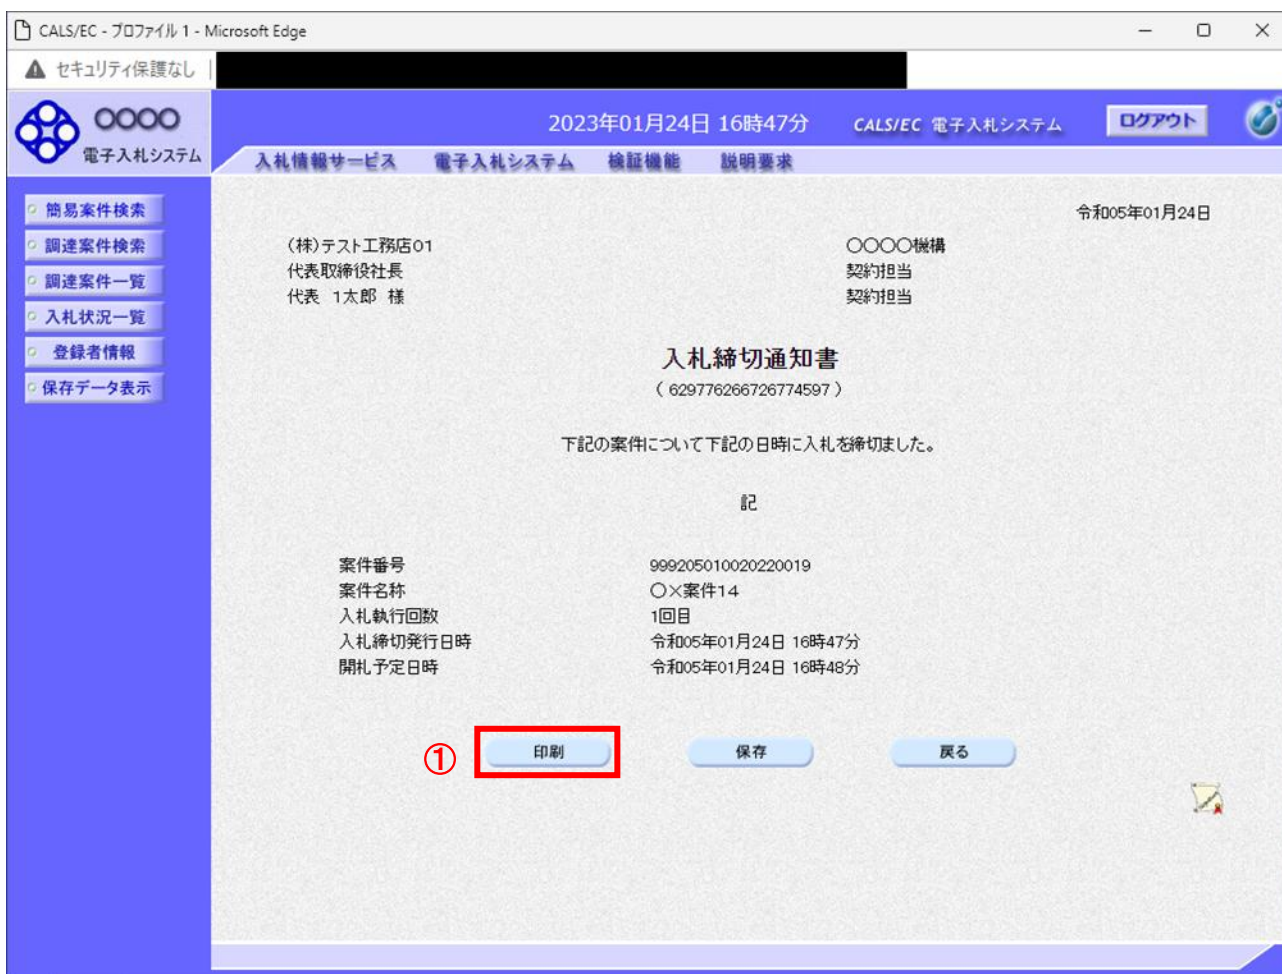 CALS/EC - プロファイル 1 - Microsoft Edge
セキュリティ保護なし
〇〇〇〇
電子入札システム
2023年01月24日 16時47分
CALS/EC 電子入札システム
ログアウト
入札情報サービス 電子入札システム 検証機能 説明要求
簡易案件検索
調達案件検索
調達案件一覧
入札状況一覧
登録者情報
保存データ表示
令和05年01月24日
(株)テスト工務店01
代表取締役社長
代表 1太郎 様
〇〇〇〇機構
契約担当
契約担当
入札締切通知書
( 629776266726774597 )
下記の案件について下記の日時に入札を締切ました。
記
案件番号 999205010020220019
案件名称 〇×案件14
入札執行回数 1回目
入札締切発行日時 令和05年01月24日 16時47分
開札予定日時 令和05年01月24日 16時48分
① 印刷 保存 戻る